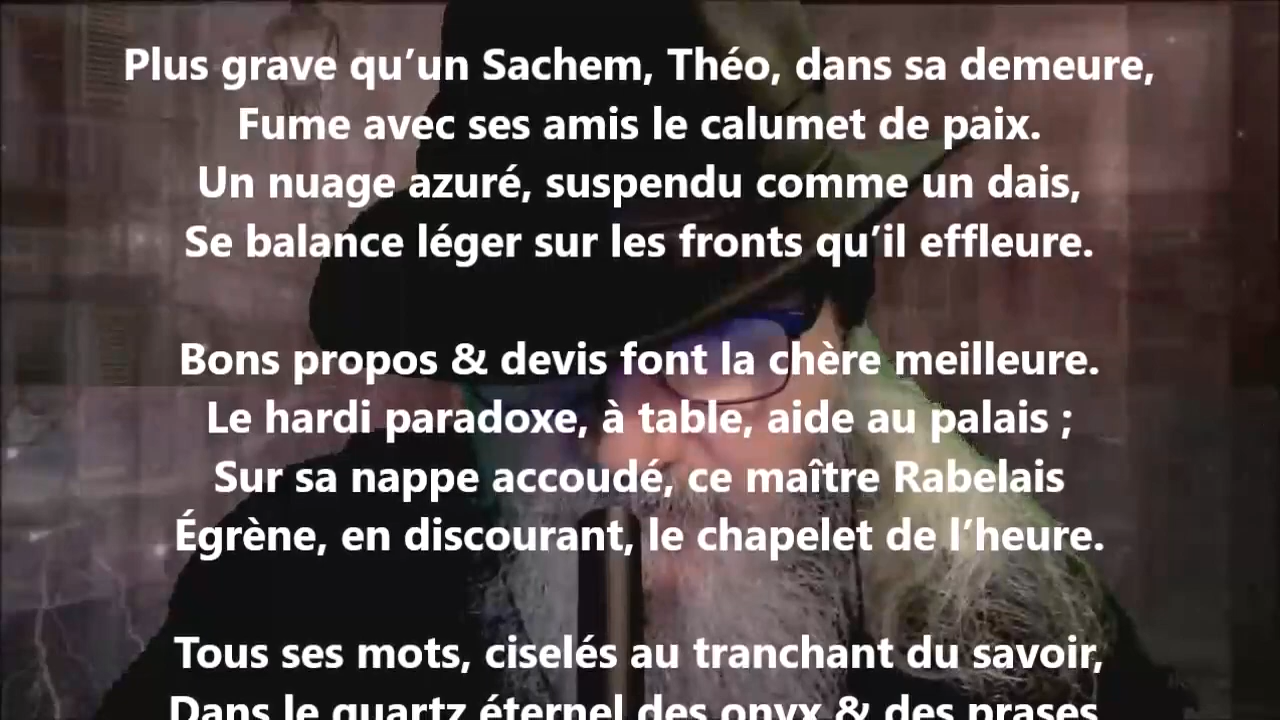 Plus grave qu’un Sachem, Théo, dans sa demeure,
Fume avec ses amis le calumet de paix.
Un nuage azuré, suspendu comme un dais,
Se balance léger sur les fronts qu’il effleure.
Bons propos & devis font la chère meilleure.
Le hardi paradoxe, à table, aide au palais ;
Sur sa nappe accoudé, ce maître Rabelais
Égrène, en discourant, le chapelet de l’heure.
Tous ses mots, ciselés au tranchant du savoir,
Dans le quartz éternel des onyx & des prases